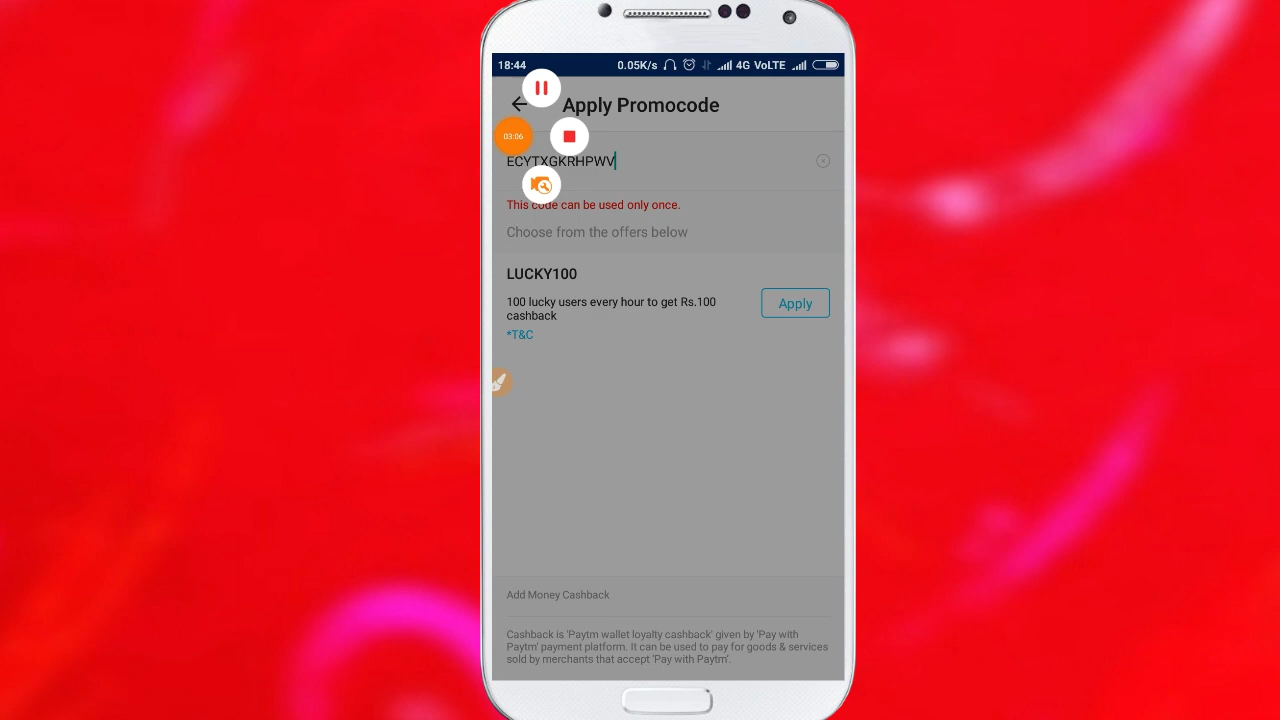 18:44 0.05K/s 4G VoLTE
Apply Promocode
03:06
ECYTXGKRHPWV
This code can be used only once.
Choose from the offers below
LUCKY100
100 lucky users every hour to get Rs.100
cashback
Apply
*T&C
Add Money Cashback
Cashback is 'Paytm wallet loyalty cashback' given by 'Pay with
Paytm' payment platform. It can be used to pay for goods & services
sold by merchants that accept 'Pay with Paytm'.